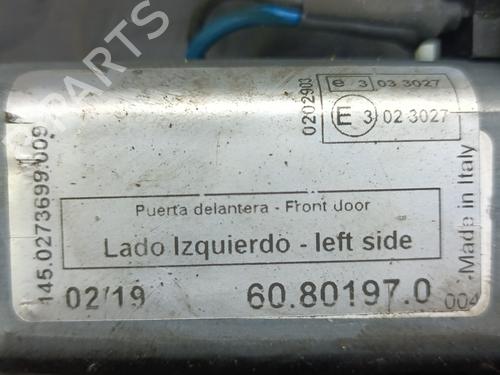 0202903
e 3 03 3027
E 3 02 3027
145.0273699.009
Puerta delantera - Front door
Lado Izquierdo - left side
-Made in Italy
02/19
60.80197.0
004
B-PARTS